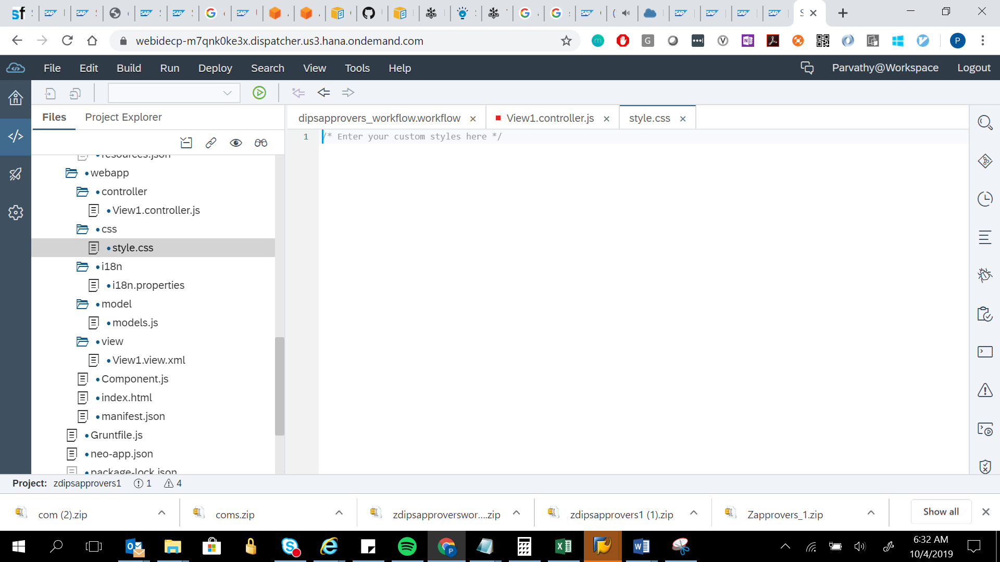 webidecp-m7qnk0ke3x.dispatcher.us3.hana.ondemand.com
P
File Edit Build Run Deploy Search View Tools Help Parvathy@Workspace Logout
Files Project Explorer
dipsapprovers_workflow.workflow View1.controller.js style.css
1 /* Enter your custom styles here */
resources.json
webapp
controller
View1.controller.js
css
style.css
i18n
i18n.properties
model
models.js
view
View1.view.xml
Component.js
index.html
manifest.json
Gruntfile.js
neo-app.json
package-lock.json
Project: zdipsapprovers1 1 4
com (2).zip coms.zip zdipsapproverswor....zip zdipsapprovers1 (1).zip Zapprovers_1.zip Show all
6:32 AM
10/4/2019